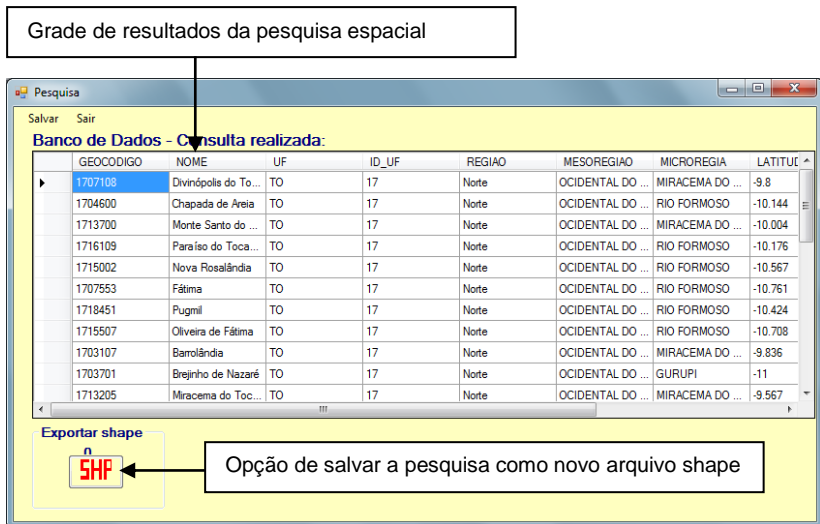 Grade de resultados da pesquisa espacial
Pesquisa
Salvar Sair
Banco de Dados - Consulta realizada:
GEOCODIGO NOME UF ID_UF REGIAO MESOREGIAO MICROREGIA LATITUD
1707108 Divinópolis do To... TO 17 Norte OCIDENTAL DO ... MIRACEMA DO ... -9.8
1704600 Chapada de Areia TO 17 Norte OCIDENTAL DO ... RIO FORMOSO -10.144
1713700 Monte Santo do ... TO 17 Norte OCIDENTAL DO ... MIRACEMA DO ... -10.004
1716109 Paraíso do Toca... TO 17 Norte OCIDENTAL DO ... RIO FORMOSO -10.176
1715002 Nova Rosalândia TO 17 Norte OCIDENTAL DO ... RIO FORMOSO -10.567
1707553 Fátima TO 17 Norte OCIDENTAL DO ... RIO FORMOSO -10.761
1718451 Pugmil TO 17 Norte OCIDENTAL DO ... RIO FORMOSO -10.424
1715507 Oliveira de Fátima TO 17 Norte OCIDENTAL DO ... RIO FORMOSO -10.708
1703107 Barrolândia TO 17 Norte OCIDENTAL DO ... MIRACEMA DO ... -9.836
1703701 Brejinho de Nazaré TO 17 Norte OCIDENTAL DO ... GURUPI -11
1713205 Miracema do Toc... TO 17 Norte OCIDENTAL DO ... MIRACEMA DO ... -9.567
Exportar shape
SHP
Opção de salvar a pesquisa como novo arquivo shape